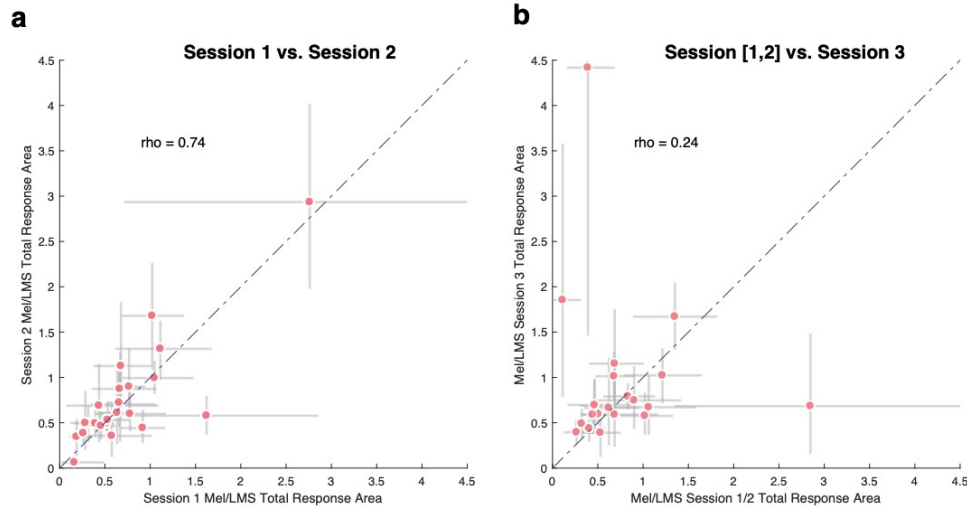 a
Session 1 vs. Session 2
4.5
4
3.5
3
2.5
2
1.5
1
0.5
0
rho = 0.74
Session 2 Mel/LMS Total Response Area
0 0.5 1 1.5 2 2.5 3 3.5 4 4.5
Session 1 Mel/LMS Total Response Area
b
Session [1,2] vs. Session 3
4.5
4
3.5
3
2.5
2
1.5
1
0.5
0
rho = 0.24
Mel/LMS Session 3 Total Response Area
0 0.5 1 1.5 2 2.5 3 3.5 4 4.5
Mel/LMS Session 1/2 Total Response Area